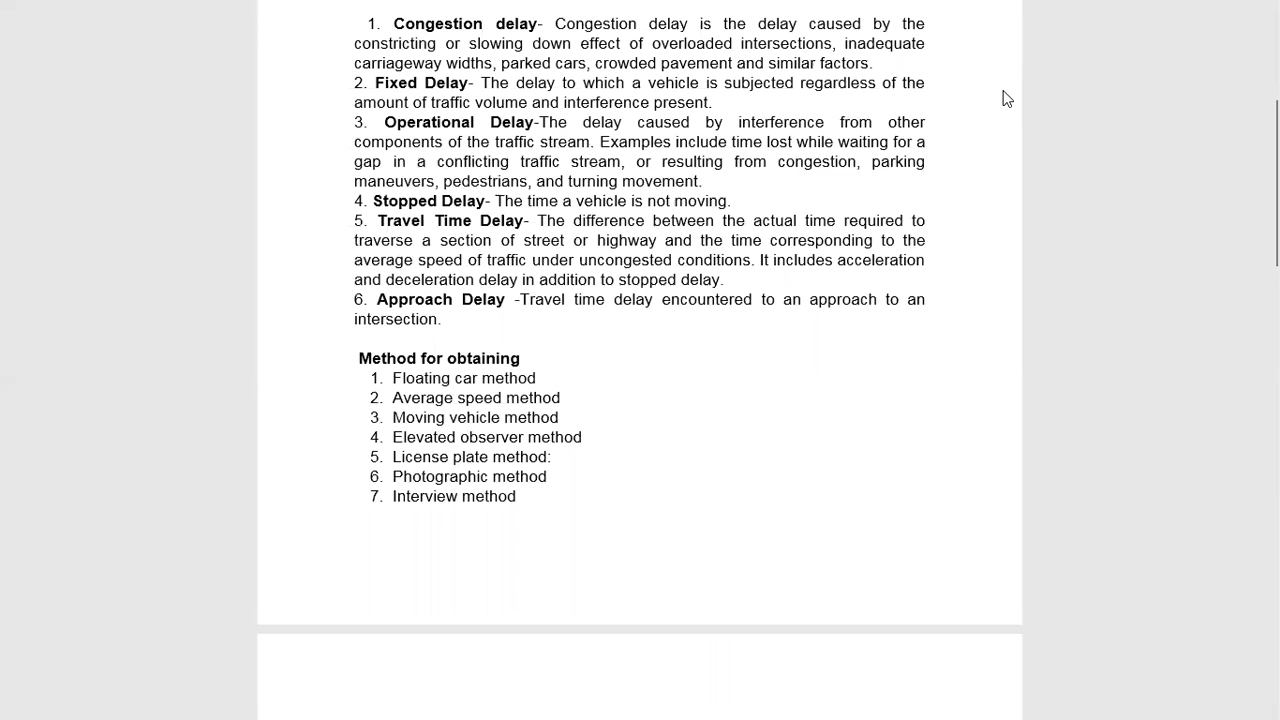 1. Congestion delay- Congestion delay is the delay caused by the
constricting or slowing down effect of overloaded intersections, inadequate
carriageway widths, parked cars, crowded pavement and similar factors.
2. Fixed Delay- The delay to which a vehicle is subjected regardless of the
amount of traffic volume and interference present.
3. Operational Delay-The delay caused by interference from other
components of the traffic stream. Examples include time lost while waiting for a
gap in a conflicting traffic stream, or resulting from congestion, parking
maneuvers, pedestrians, and turning movement.
4. Stopped Delay- The time a vehicle is not moving.
5. Travel Time Delay- The difference between the actual time required to
traverse a section of street or highway and the time corresponding to the
average speed of traffic under uncongested conditions. It includes acceleration
and deceleration delay in addition to stopped delay.
6. Approach Delay -Travel time delay encountered to an approach to an
intersection.
Method for obtaining
1. Floating car method
2. Average speed method
3. Moving vehicle method
4. Elevated observer method
5. License plate method:
6. Photographic method
7. Interview method